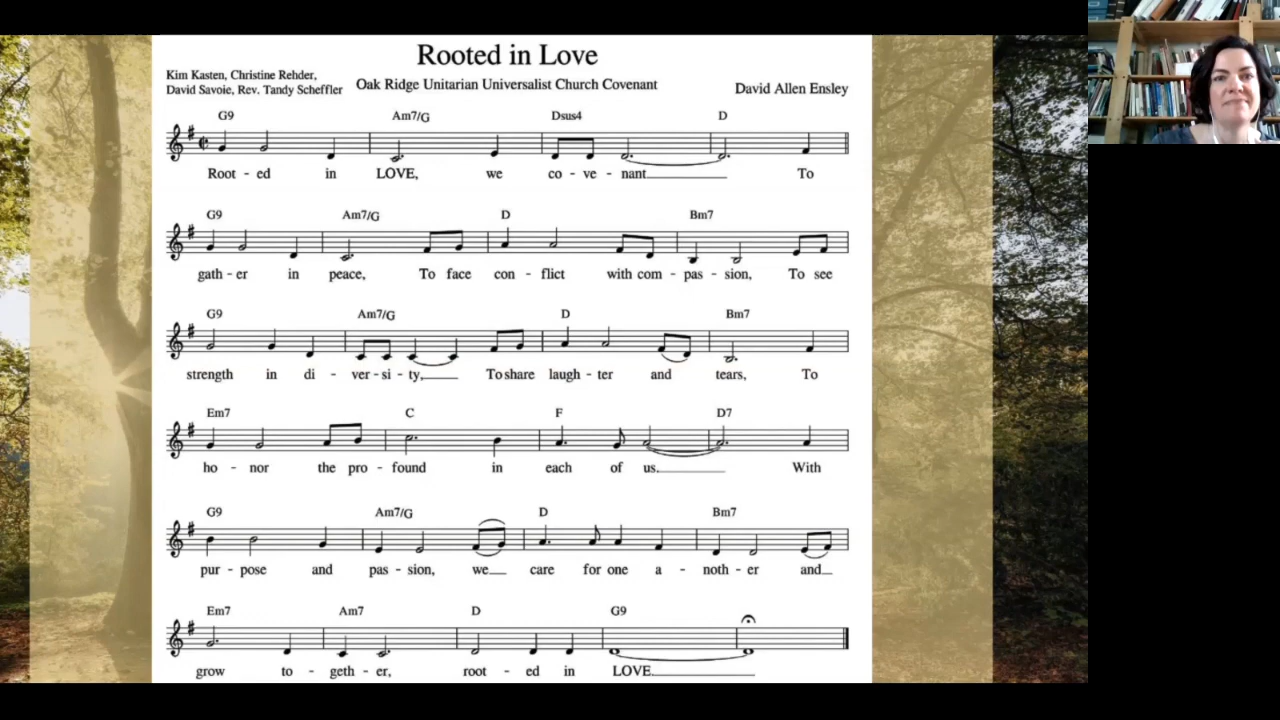 Rooted in Love
Kim Kasten, Christine Rehder,
David Savoie, Rev. Tandy Scheffler
Oak Ridge Unitarian Universalist Church Covenant
David Allen Ensley
G9 Am7/G Dsus4 D
Root - ed in LOVE, we co - ve - nant To
G9 Am7/G D Bm7
gath - er in peace, To face con - flict with com - pas - sion, To see
G9 Am7/G D Bm7
strength in di - ver - si - ty, To share laugh - ter and tears, To
Em7 C F D7
ho - nor the pro - found in each of us. With
G9 Am7/G D Bm7
pur - pose and pas - sion, we care for one a - noth - er and
Em7 Am7 D G9
grow to - geth - er, root - ed in LOVE.